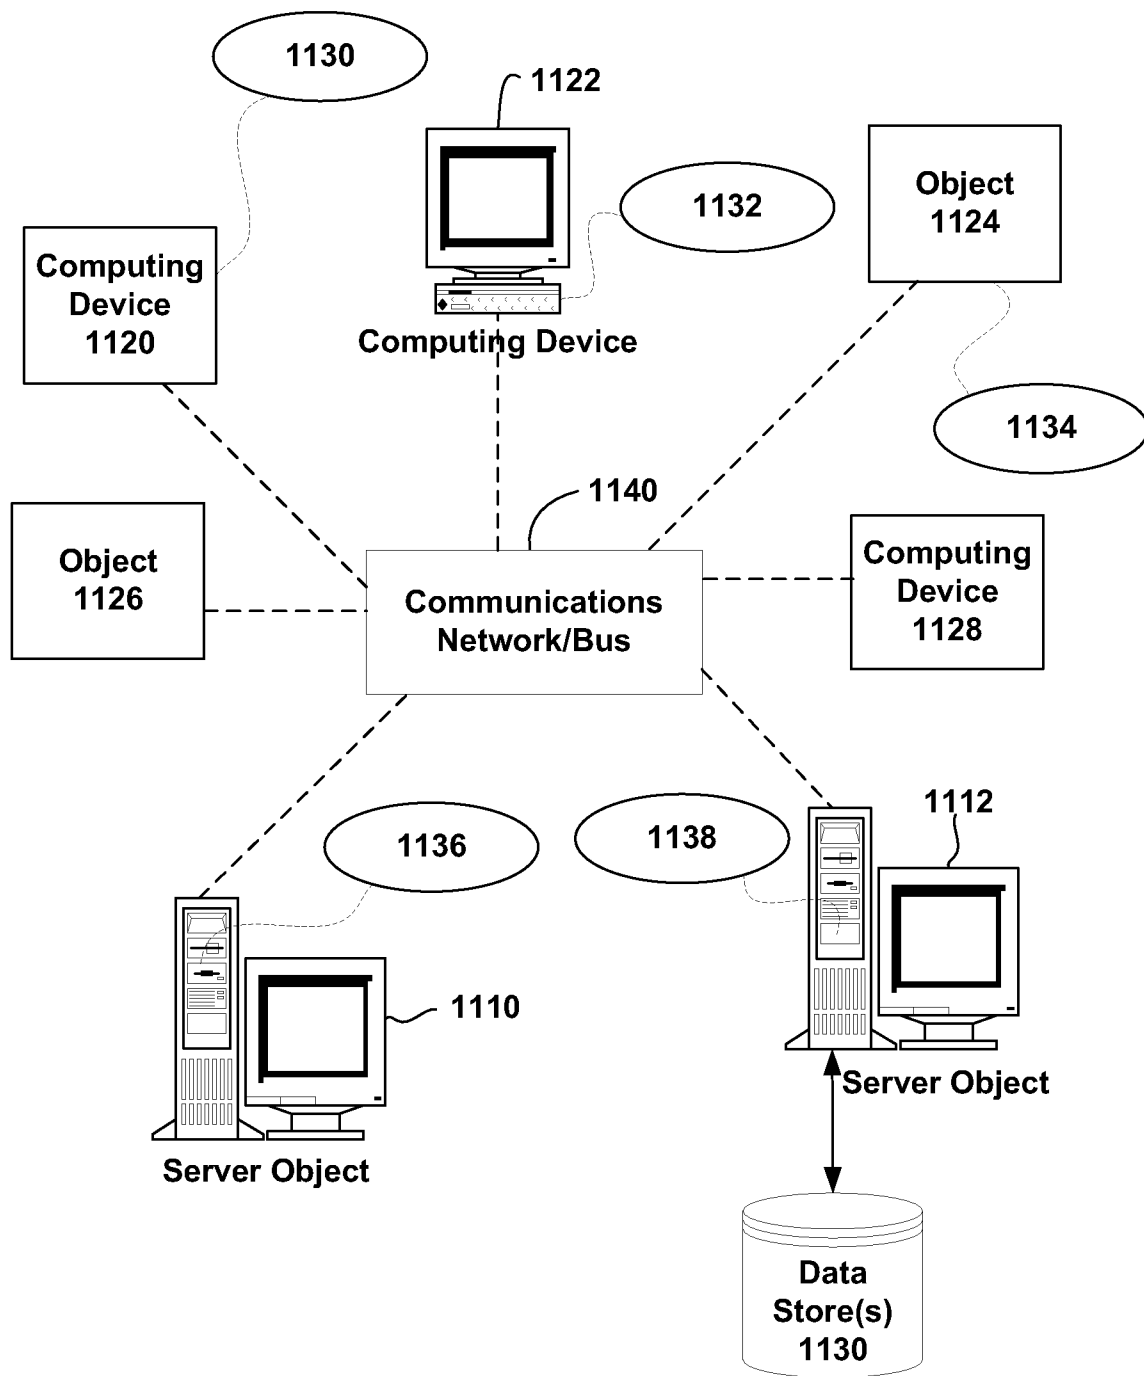 1130
1122
1132
Object
1124
Computing
Device
1120
Computing Device
1134
1140
Object
1126
Computing
Device
1128
Communications
Network/Bus
1136
1138
1112
1110
Server Object
Server Object
Data
Store(s)
1130